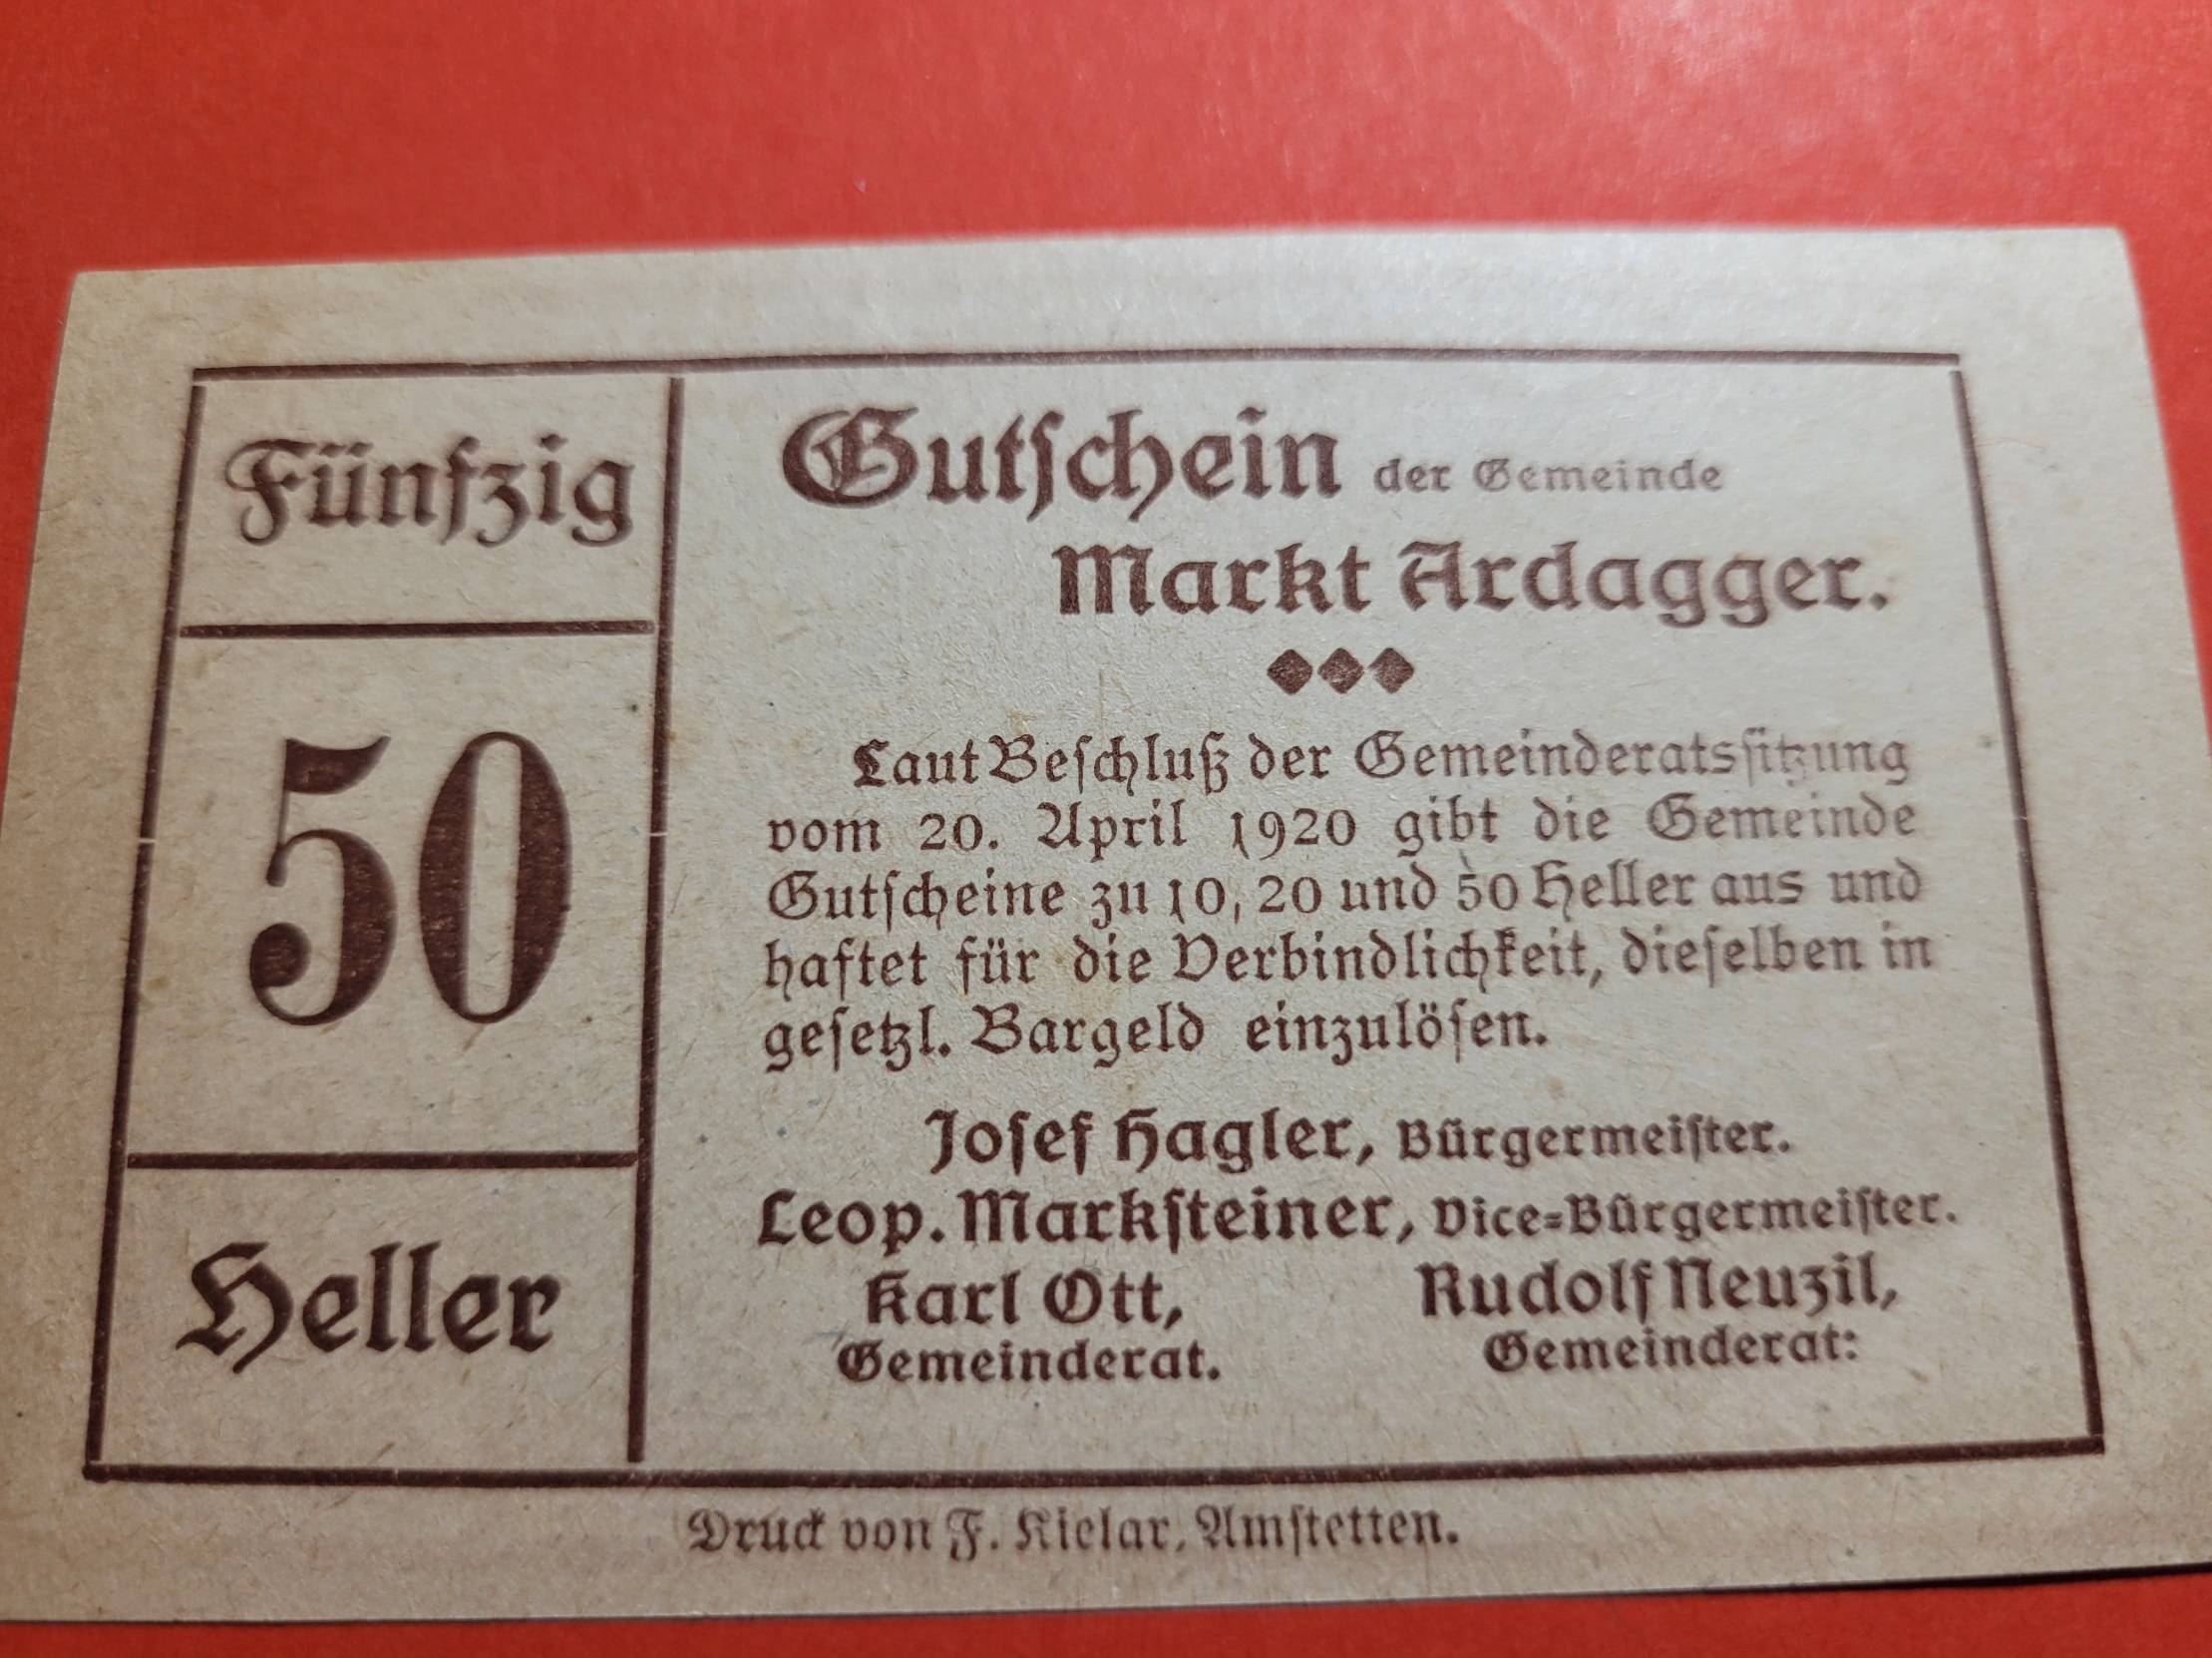 Fünfzig
50
Heller
Gutschein der Gemeinde
Markt Ardagger.
Laut Beschluß der Gemeinderatssitzung
vom 20. April 1920 gibt die Gemeinde
Gutscheine zu 10, 20 und 50 Heller aus und
haftet für die Verbindlichkeit, dieselben in
gesetzl. Bargeld einzulösen.
Josef Hagler, Bürgermeister.
Leop. Marksteiner, Vice=Bürgermeister.
Karl Ott, Rudolf Neuzil,
Gemeinderat. Gemeinderat:
Druck von F. Kielar, Amstetten.